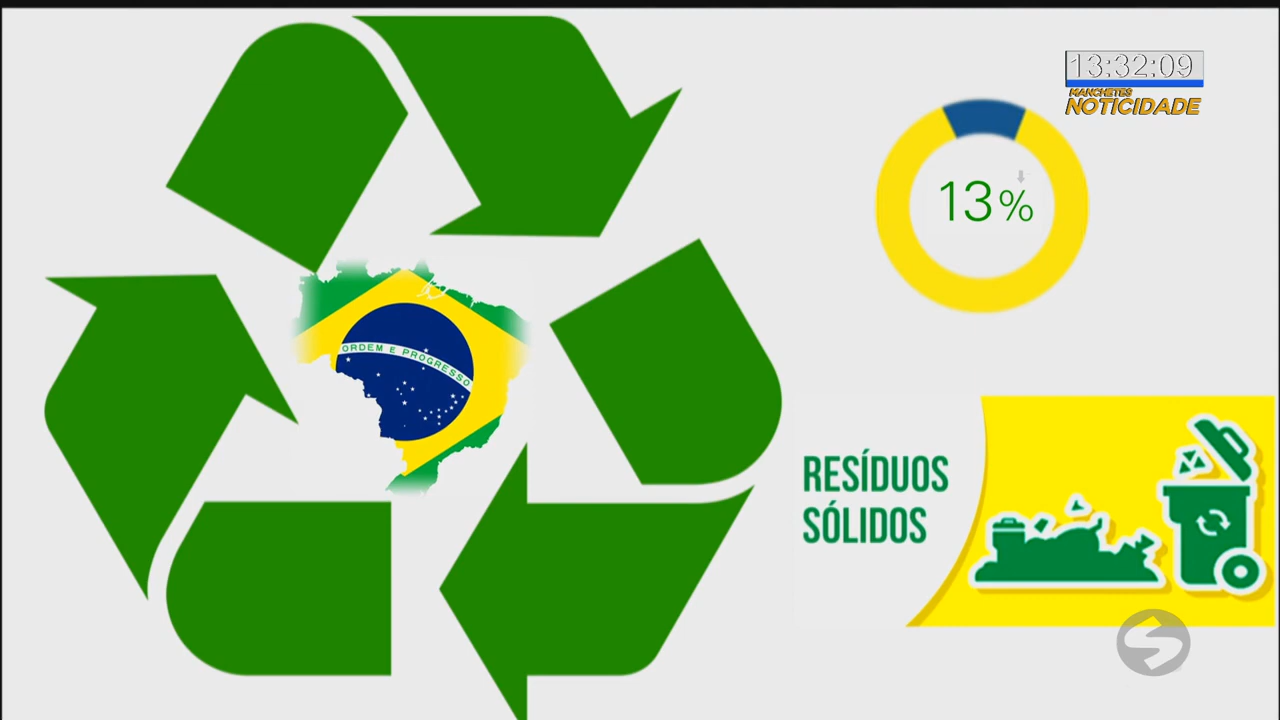 13:32:09
MANCHETES
NOTICIDADE
13%
ORDEM E PROGRESSO
RESÍDUOS
SÓLIDOS